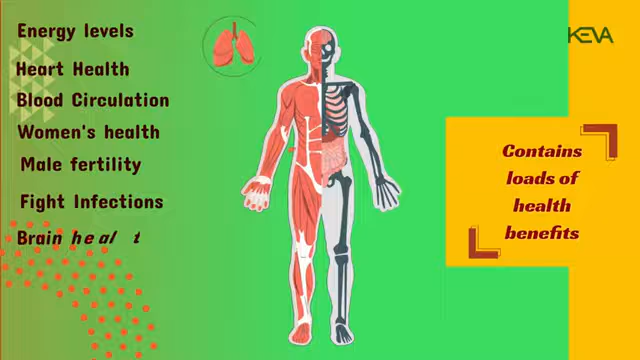 Energy levels
Heart Health
Blood Circulation
Women's health
Male fertility
Fight Infections
Brain heal t
KEVA
Contains
loads of
health
benefits